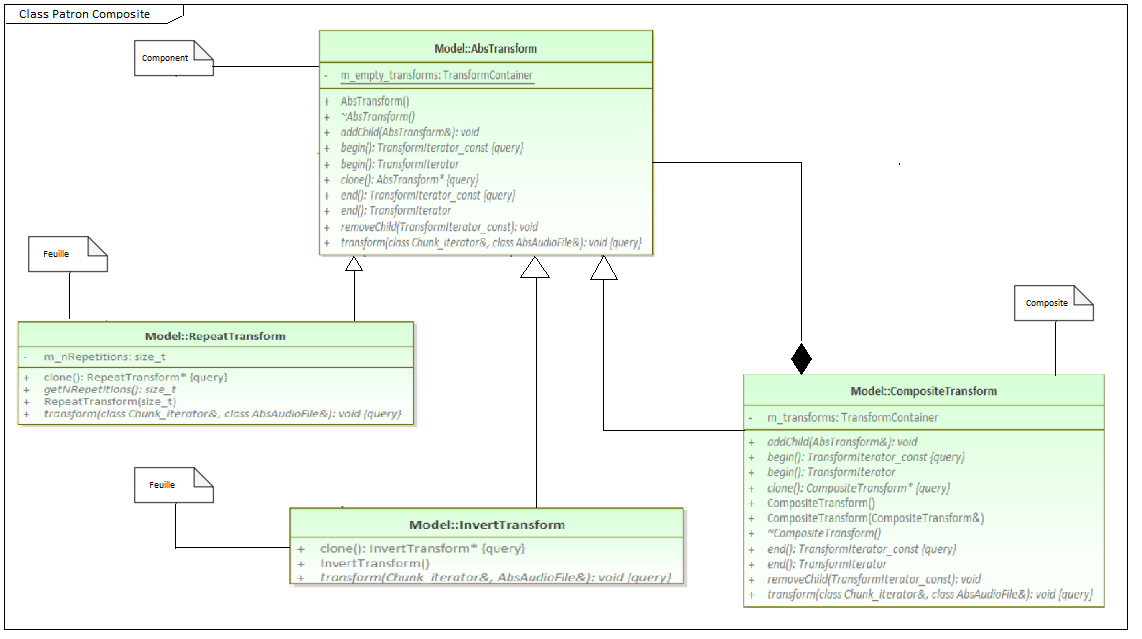 Class Patron Composite
Component
Model::AbsTransform
- m_empty_transforms: TransformContainer
+ AbsTransform()
+ ~AbsTransform()
+ addChild(AbsTransform&): void
+ begin(): TransformIterator_const {query}
+ begin(): TransformIterator
+ clone(): AbsTransform* {query}
+ end(): TransformIterator_const {query}
+ end(): TransformIterator
+ removeChild(TransformIterator_const): void
+ transform(class Chunk_iterator&, class AbsAudioFile&): void {query}
Feuille
Model::RepeatTransform
- m_nRepetitions: size_t
+ clone(): RepeatTransform* {query}
+ getNRepetitions(): size_t
+ RepeatTransform(size_t)
+ transform(class Chunk_iterator&, class AbsAudioFile&): void {query}
Composite
Model::CompositeTransform
- m_transforms: TransformContainer
+ addChild(AbsTransform&): void
+ begin(): TransformIterator_const {query}
+ begin(): TransformIterator
+ clone(): CompositeTransform* {query}
+ CompositeTransform()
+ CompositeTransform(CompositeTransform&)
+ ~CompositeTransform()
+ end(): TransformIterator_const {query}
+ end(): TransformIterator
+ removeChild(TransformIterator_const): void
+ transform(class Chunk_iterator&, class AbsAudioFile&): void {query}
Feuille
Model::InvertTransform
+ clone(): InvertTransform* {query}
+ InvertTransform()
+ transform(Chunk_iterator&, AbsAudioFile&): void {query}